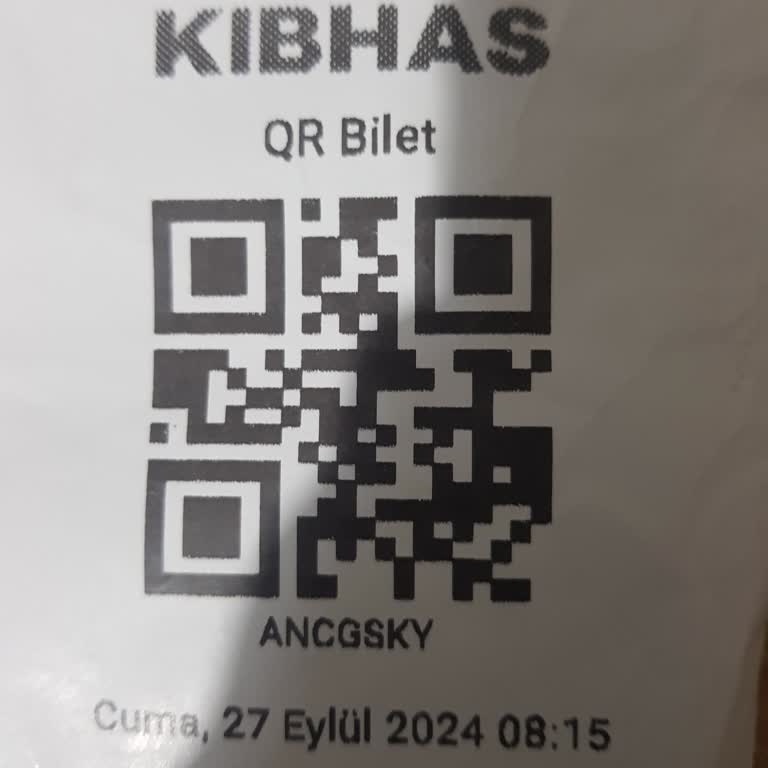 KIBHAS
QR Bilet
ANCGSKY
Cuma, 27 Eylül 2024 08:15